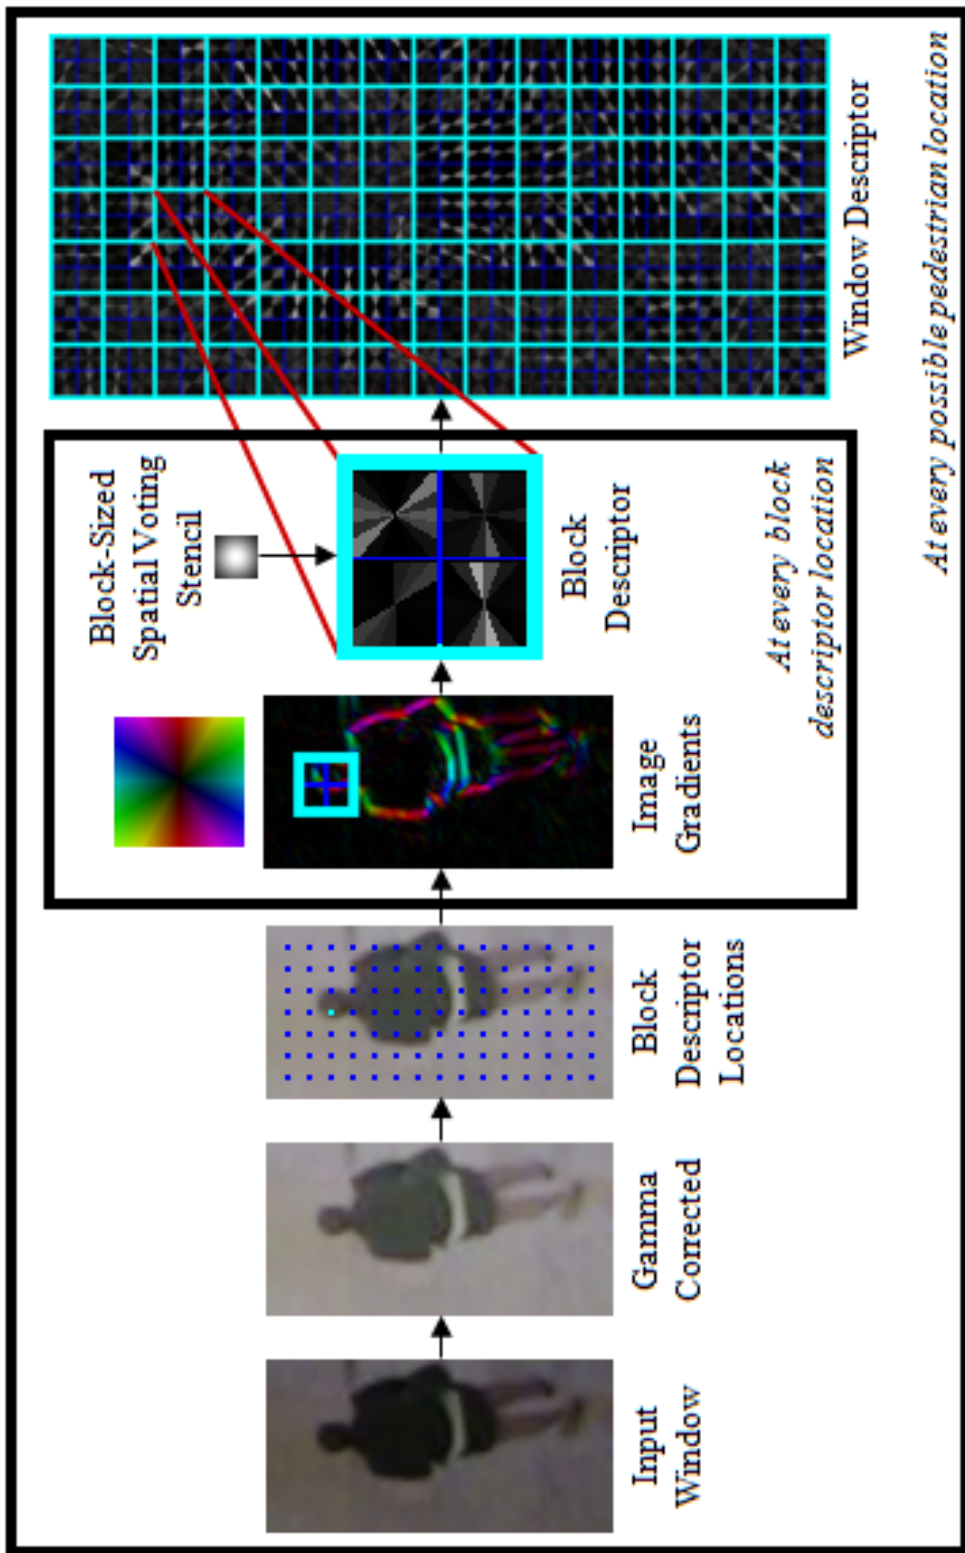 Input
Window
Gamma
Corrected
Block
Descriptor
Locations
Image
Gradients
Block-Sized
Spatial Voting
Stencil
Block
Descriptor
At every block
descriptor location
Window Descriptor
At every possible pedestrian location